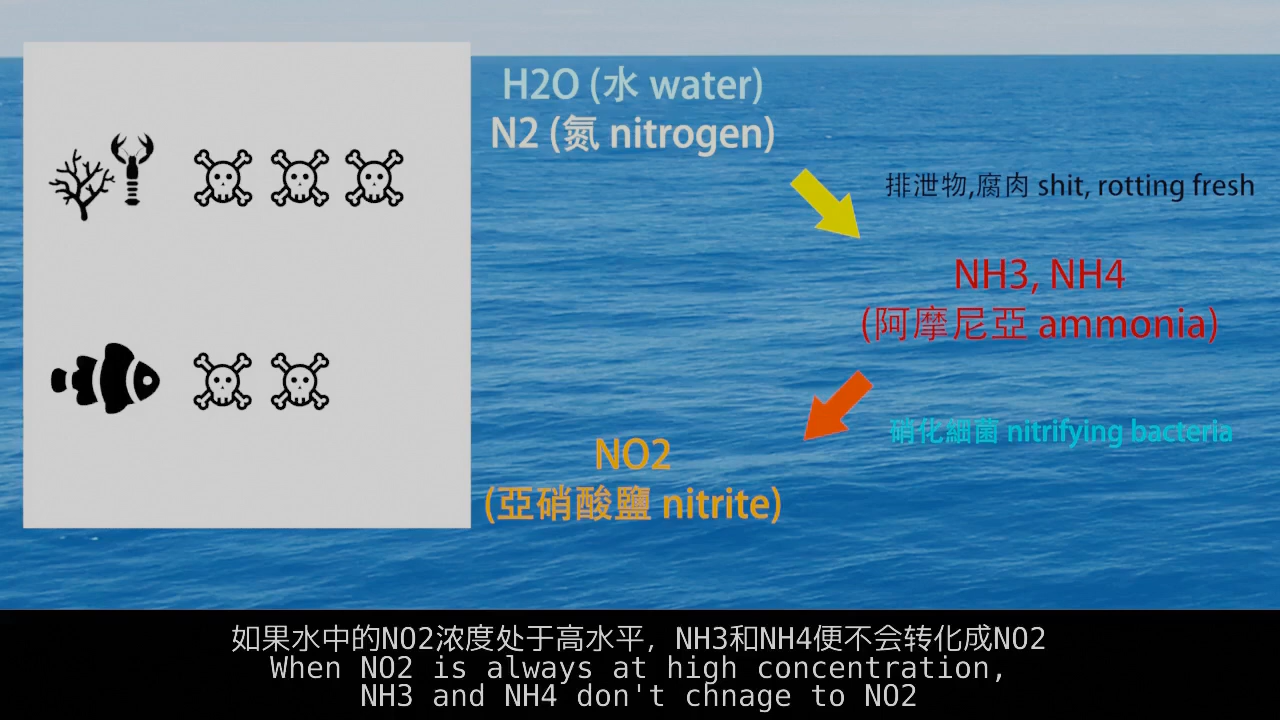 H2O (水 water)
N2 (氮 nitrogen)
排泄物,腐肉 shit, rotting fresh
NH3, NH4
(阿摩尼亞 ammonia)
硝化細菌 nitrifying bacteria
NO2
(亞硝酸鹽 nitrite)
如果水中的NO2浓度处于高水平, NH3和NH4便不会转化成NO2
When NO2 is always at high concentration,
NH3 and NH4 don't chnage to NO2